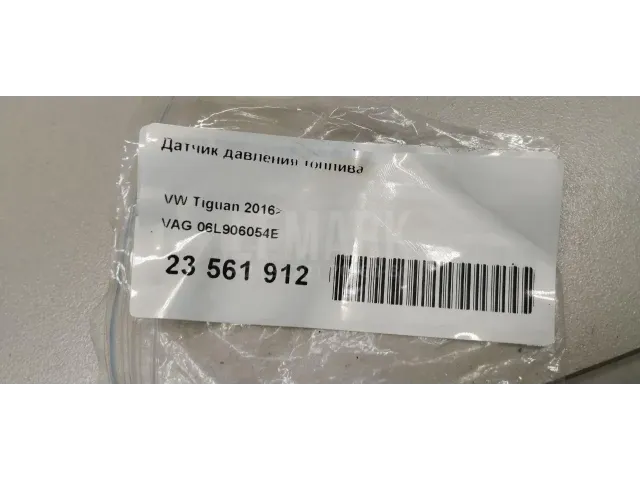 Датчик давления топлива
VW Tiguan 2016>
VAG 06L906054E
23 561 912